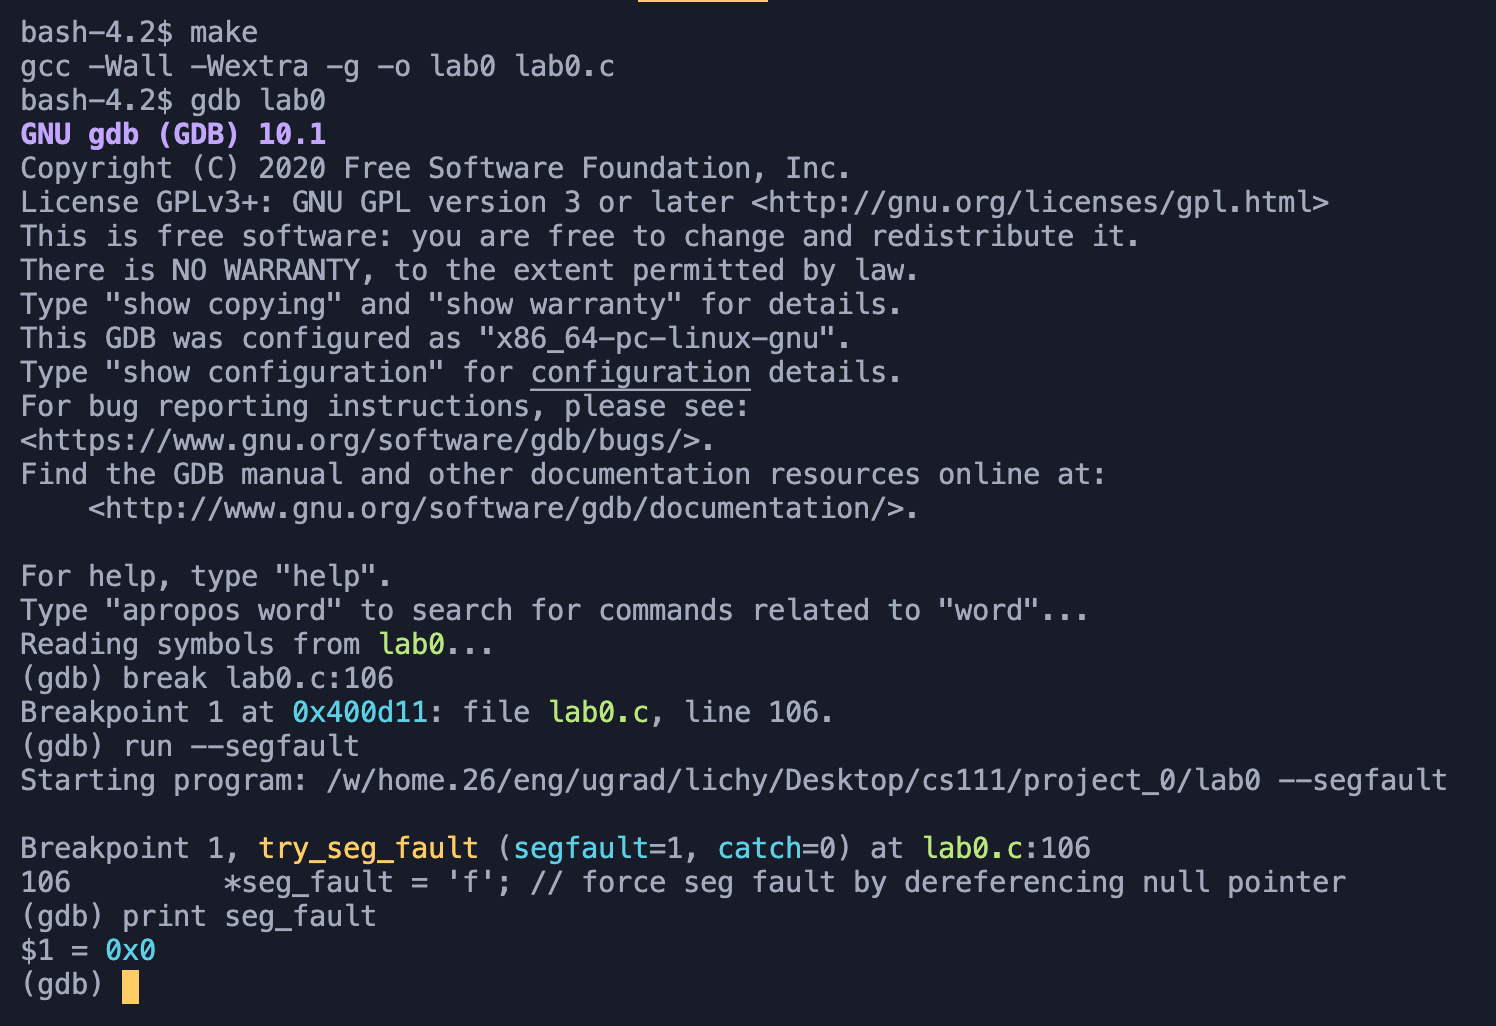 bash-4.2$ make
gcc -Wall -Wextra -g -o lab0 lab0.c
bash-4.2$ gdb lab0
GNU gdb (GDB) 10.1
Copyright (C) 2020 Free Software Foundation, Inc.
License GPLv3+: GNU GPL version 3 or later <http://gnu.org/licenses/gpl.html>
This is free software: you are free to change and redistribute it.
There is NO WARRANTY, to the extent permitted by law.
Type "show copying" and "show warranty" for details.
This GDB was configured as "x86_64-pc-linux-gnu".
Type "show configuration" for configuration details.
For bug reporting instructions, please see:
<https://www.gnu.org/software/gdb/bugs/>.
Find the GDB manual and other documentation resources online at:
    <http://www.gnu.org/software/gdb/documentation/>.

For help, type "help".
Type "apropos word" to search for commands related to "word"...
Reading symbols from lab0...
(gdb) break lab0.c:106
Breakpoint 1 at 0x400d11: file lab0.c, line 106.
(gdb) run --segfault
Starting program: /w/home.26/eng/ugrad/lichy/Desktop/cs111/project_0/lab0 --segfault

Breakpoint 1, try_seg_fault (segfault=1, catch=0) at lab0.c:106
106         *seg_fault = 'f'; // force seg fault by dereferencing null pointer
(gdb) print seg_fault
$1 = 0x0
(gdb)